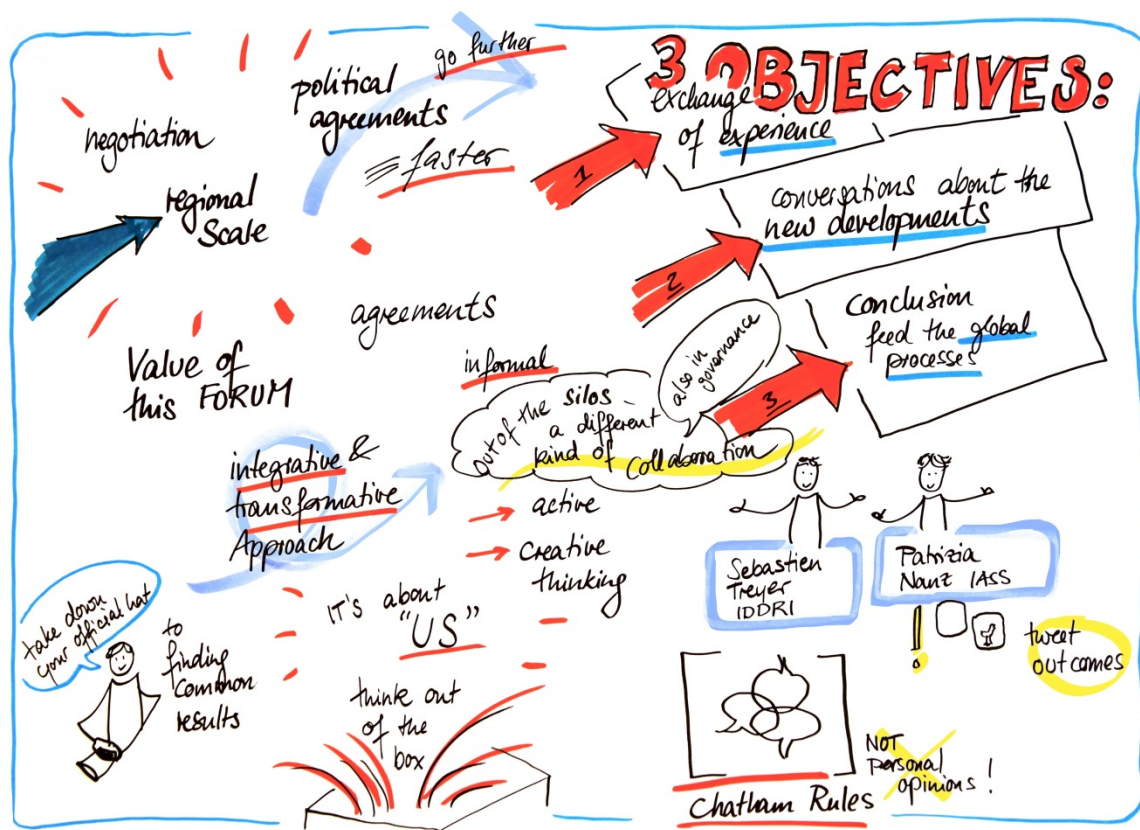 3 OBJECTIVES:
1
exchange
of experience
2
conversations about the
new developments
3
Conclusion
feed the global
processes
negotiation
regional
Scale
political
agreements
go further
faster
agreements
informal
Value of
this FORUM
out of the silos
a different
kind of collaboration
also in
governance
integrative &
transformative
Approach
active
creative
thinking
IT's about
"US"
think out
of the
box
take down
your official hat
to
finding
common
results
Sebastien
Treyer
IDDRI
Patrizia
Nanz IASS
!
tweet
outcomes
Chatham Rules
NOT
personal
opinions !